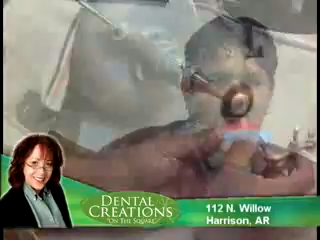 DENTAL
CREATIONS
"ON THE SQUARE"
112 N. Willow
Harrison, AR